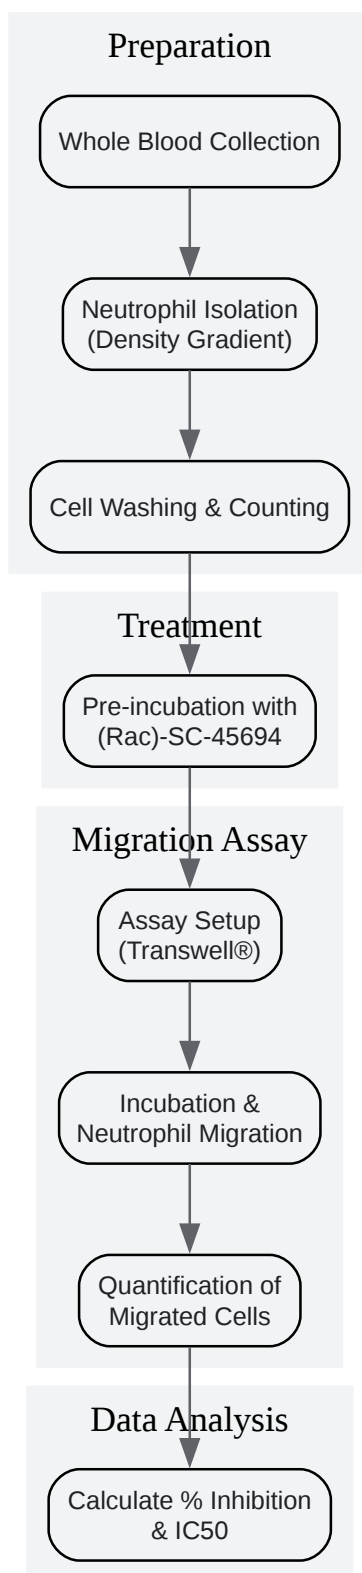 Preparation
Whole Blood Collection
Neutrophil Isolation
(Density Gradient)
Cell Washing & Counting
Treatment
Pre-incubation with
(Rac)-SC-45694
Migration Assay
Assay Setup
(Transwell®)
Incubation &
Neutrophil Migration
Quantification of
Migrated Cells
Data Analysis
Calculate % Inhibition
& IC50